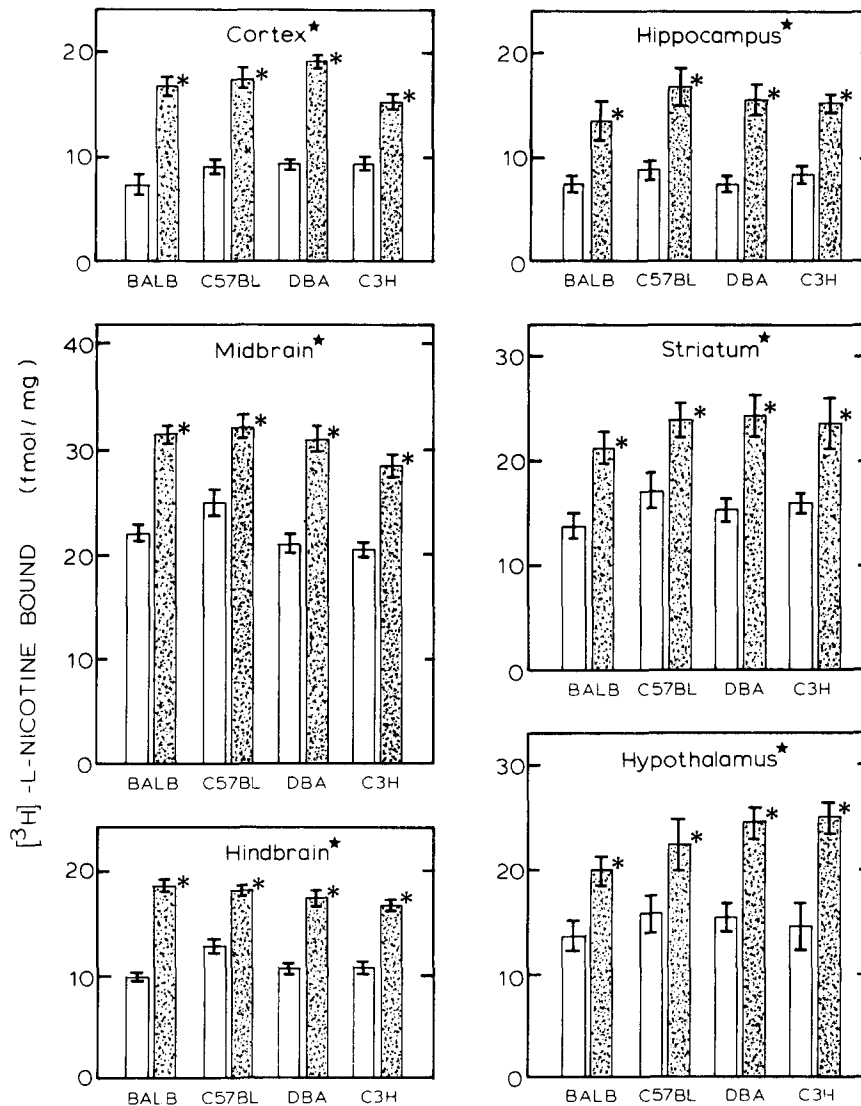 [³H]-L-NICOTINE BOUND (fmol/mg)
Cortex★
20
10
0
* * * *
BALB C57BL DBA C3H
Hippocampus★
20
10
0
* * * *
BALB C57BL DBA C3H
Midbrain★
40
30
20
10
0
* * * *
BALB C57BL DBA C3H
Striatum★
30
20
10
0
* * * *
BALB C57BL DBA C3H
Hindbrain★
20
10
0
* * * *
BALB C57BL DBA C3H
Hypothalamus★
30
20
10
0
* * * *
BALB C57BL DBA C3H